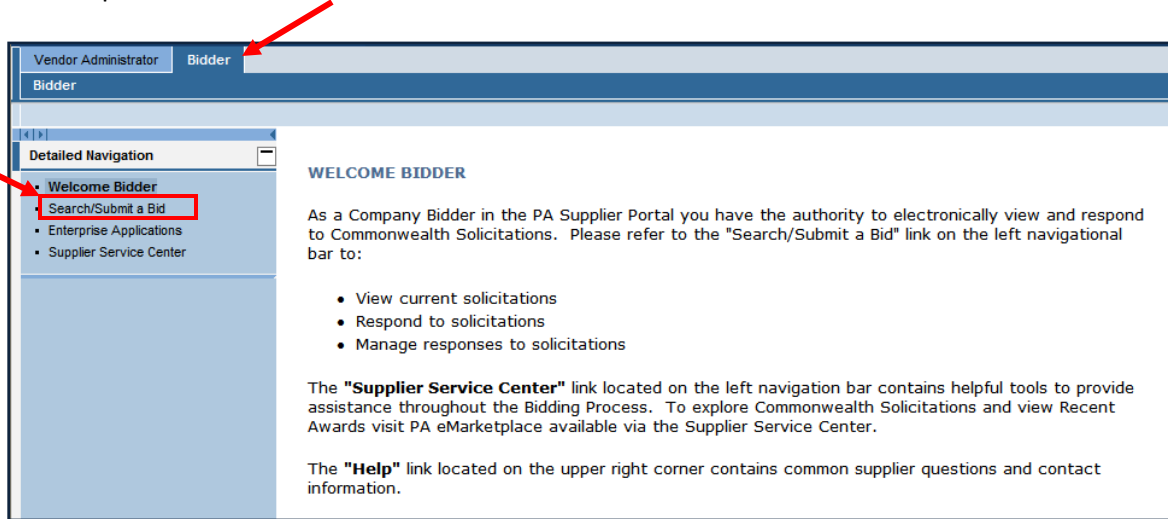 Vendor Administrator Bidder
Bidder
Detailed Navigation
Welcome Bidder
Search/Submit a Bid
Enterprise Applications
Supplier Service Center
WELCOME BIDDER
As a Company Bidder in the PA Supplier Portal you have the authority to electronically view and respond
to Commonwealth Solicitations. Please refer to the "Search/Submit a Bid" link on the left navigational
bar to:
• View current solicitations
• Respond to solicitations
• Manage responses to solicitations
The "Supplier Service Center" link located on the left navigation bar contains helpful tools to provide
assistance throughout the Bidding Process. To explore Commonwealth Solicitations and view Recent
Awards visit PA eMarketplace available via the Supplier Service Center.
The "Help" link located on the upper right corner contains common supplier questions and contact
information.